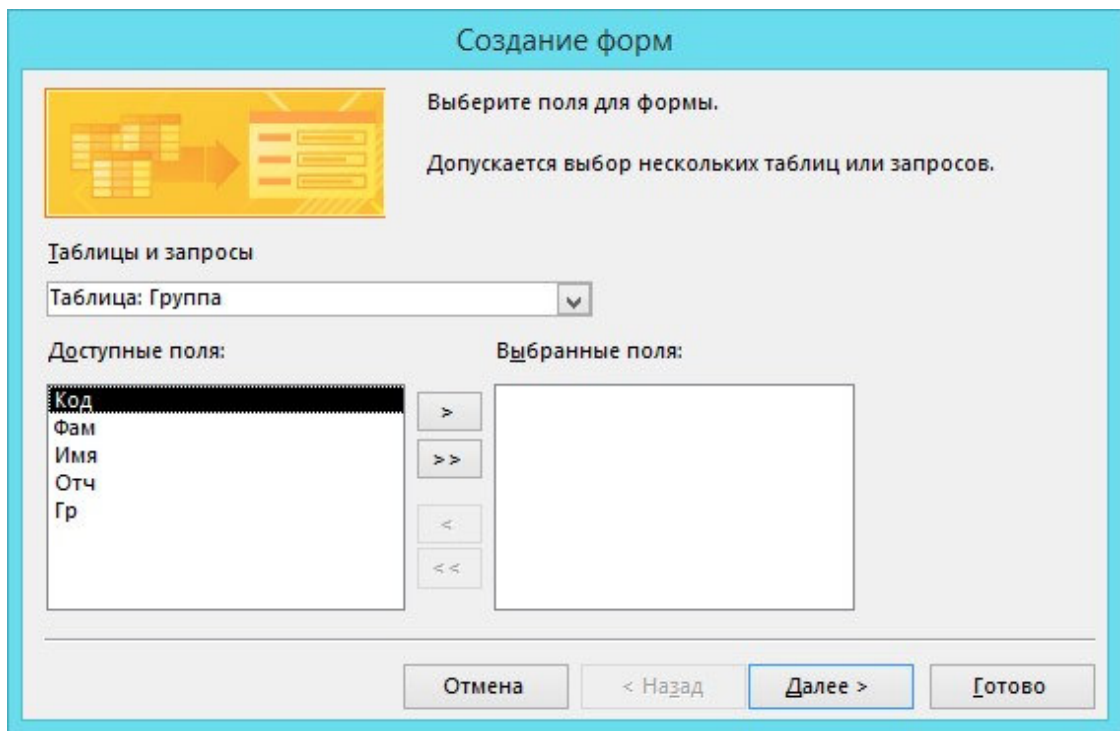 Создание форм
Выберите поля для формы.
Допускается выбор нескольких таблиц или запросов.
Таблицы и запросы
Таблица: Группа
Доступные поля:
Выбранные поля:
Код
Фам
Имя
Отч
Гр
>
>>
<
<<
Отмена
< Назад
Далее >
Готово